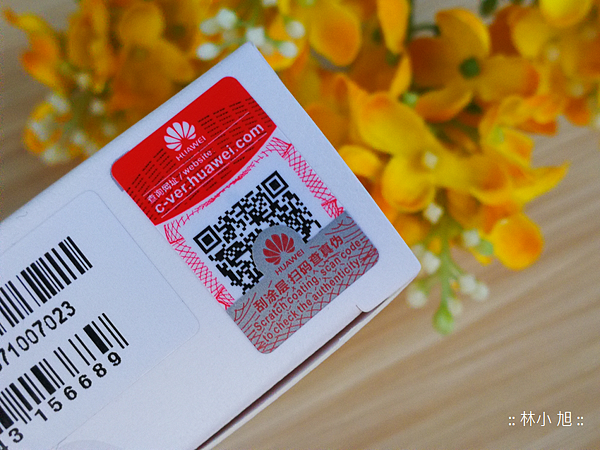 HUAWEI
查询网址/website
c-ver.huawei.com
HUAWEI
刮涂层 扫码查真伪
Scratch coating, scan code
to check the authenticity
71007023
3 156689
:: 林小旭 ::